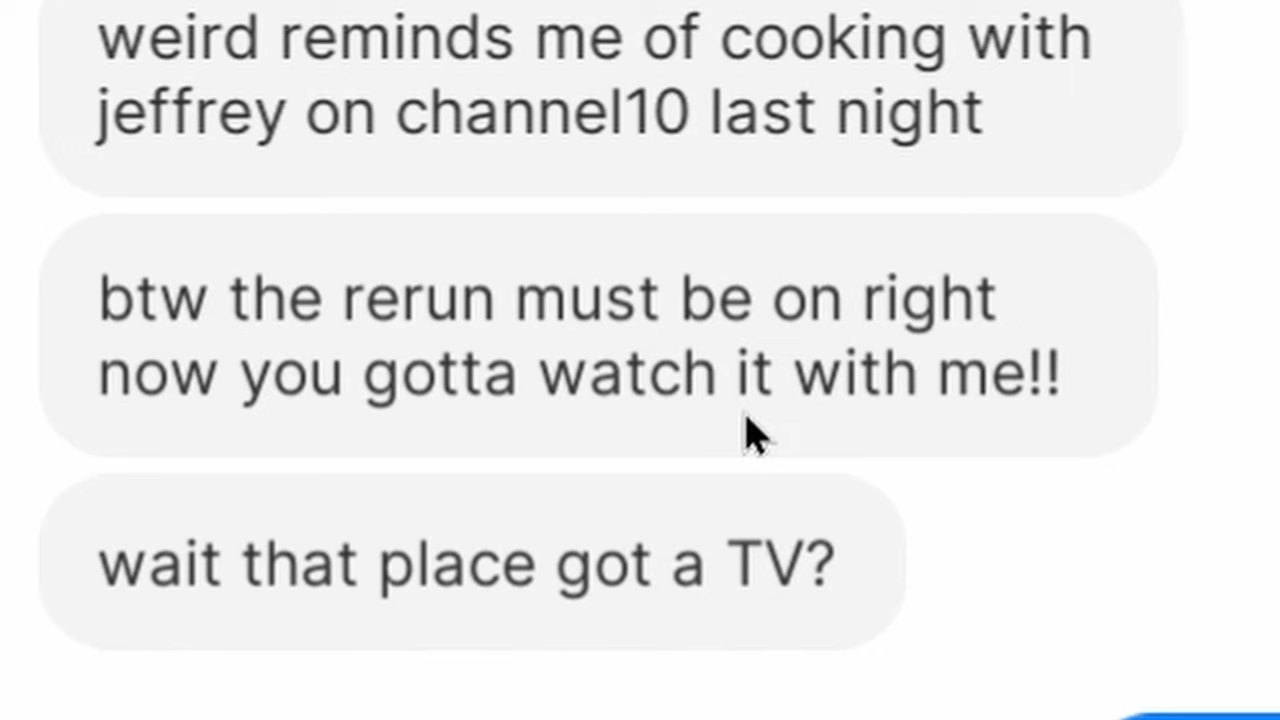 weird reminds me of cooking with
jeffrey on channel10 last night
btw the rerun must be on right
now you gotta watch it with me!!
wait that place got a TV?